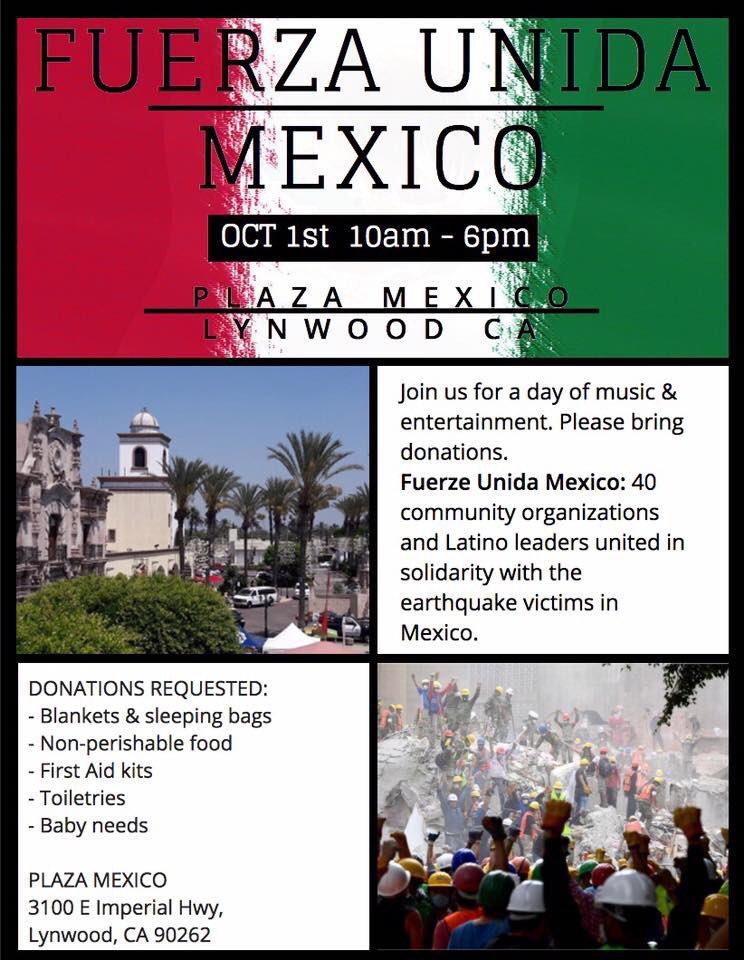 FUERZA UNIDA
MEXICO
OCT 1st 10am - 6pm
PLAZA MEXICO
LYNWOOD CA
Join us for a day of music &
entertainment. Please bring
donations.
Fuerze Unida Mexico: 40
community organizations
and Latino leaders united in
solidarity with the
earthquake victims in
Mexico.
DONATIONS REQUESTED:
- Blankets & sleeping bags
- Non-perishable food
- First Aid kits
- Toiletries
- Baby needs
PLAZA MEXICO
3100 E Imperial Hwy,
Lynwood, CA 90262